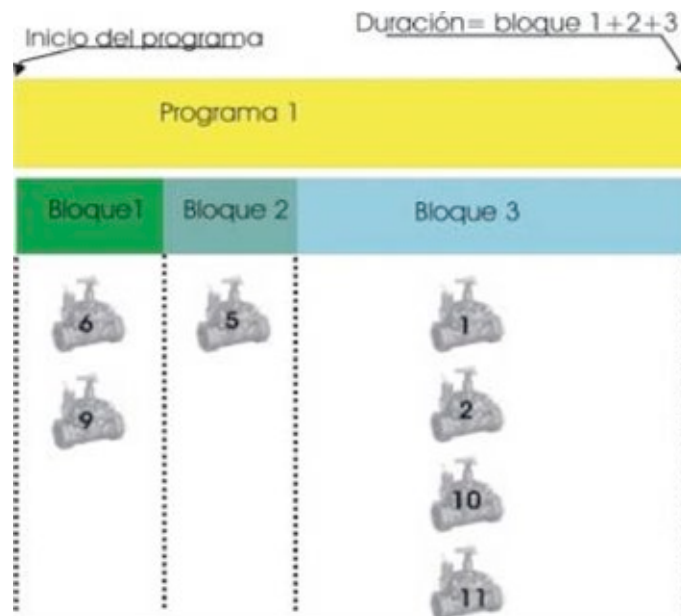 Inicio del programa
Duración= bloque 1+2+3
Programa 1
Bloque1
Bloque 2
Bloque 3
6
5
1
9
2
10
11